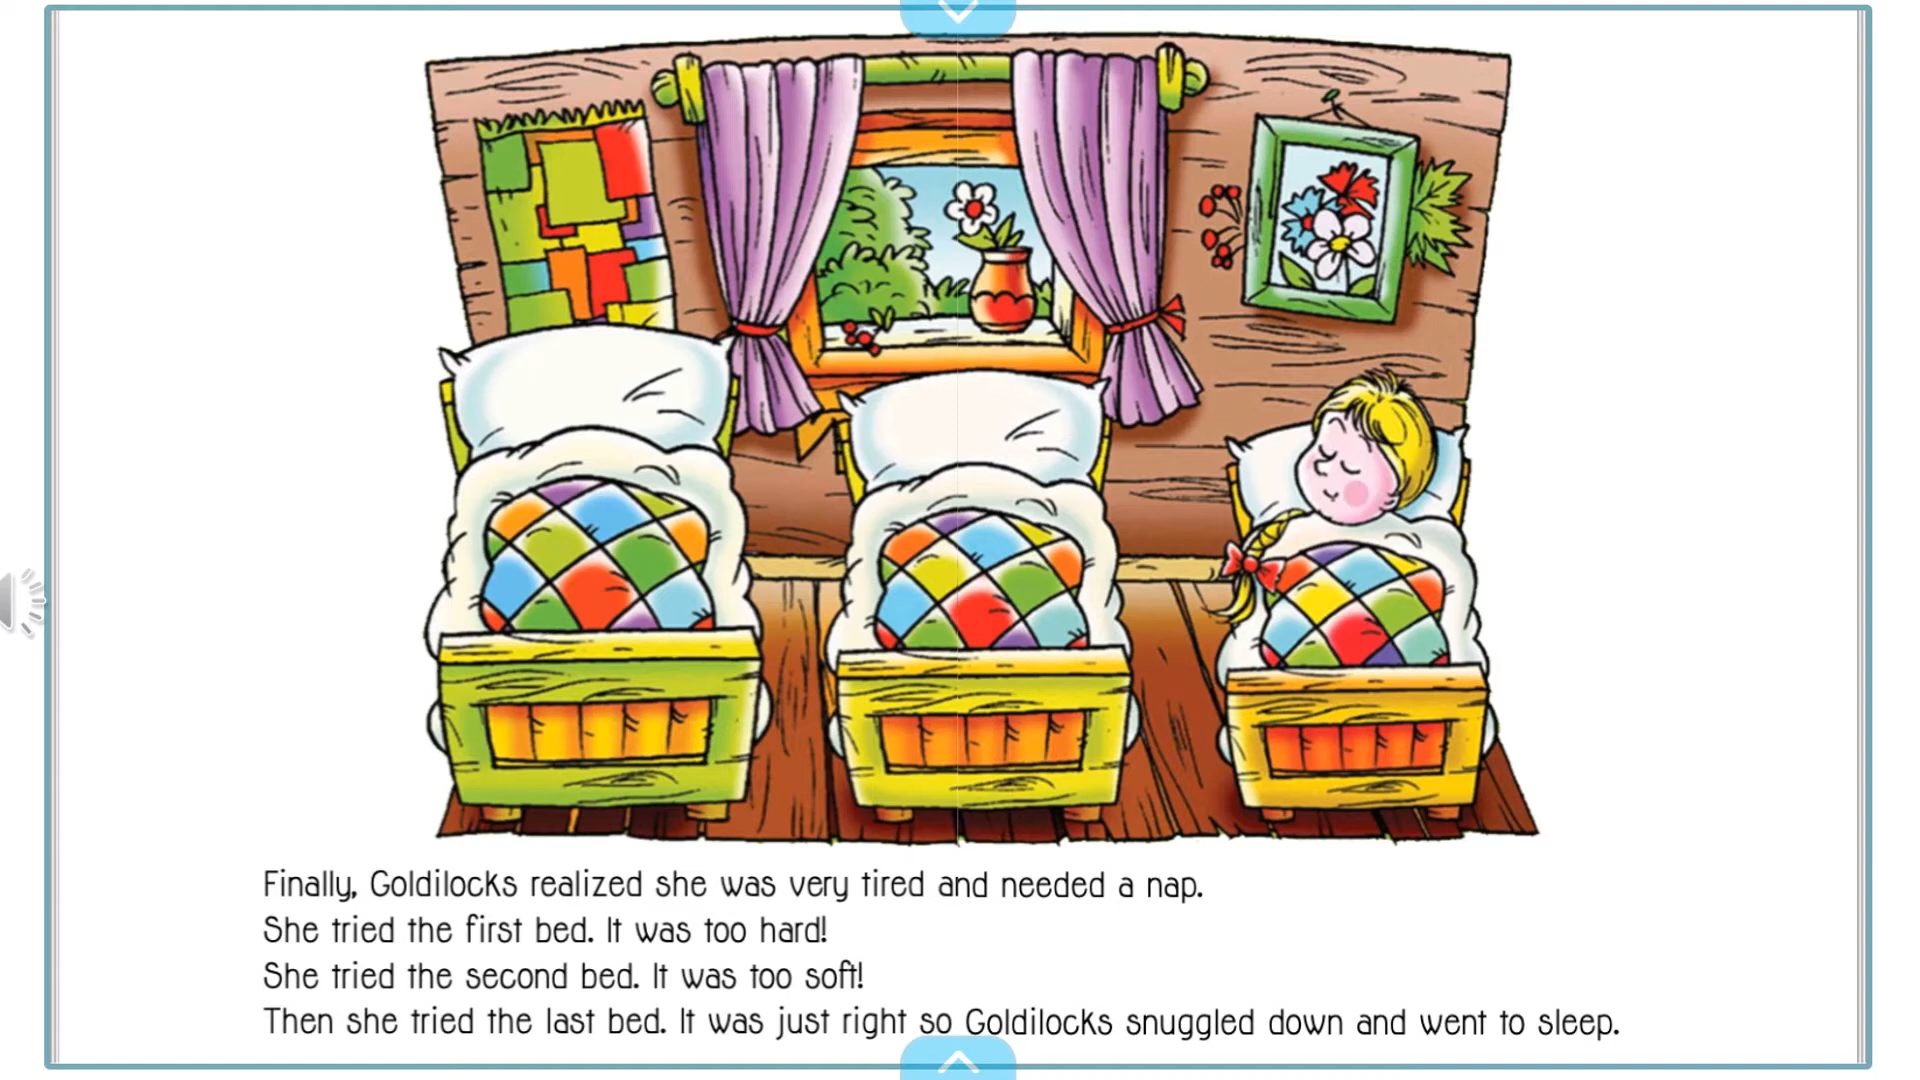 Finally, Goldilocks realized she was very tired and needed a nap.
She tried the first bed. It was too hard!
She tried the second bed. It was too soft!
Then she tried the last bed. It was just right so Goldilocks snuggled down and went to sleep.